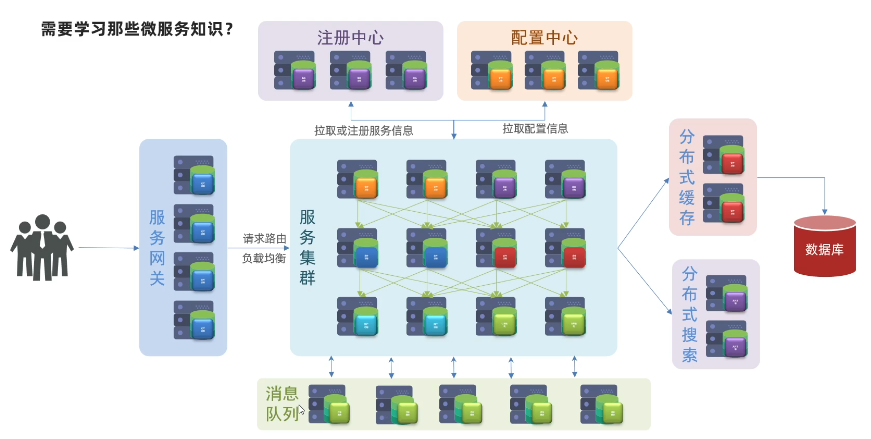 需要学习那些微服务知识？
注册中心
配置中心
拉取或注册服务信息
拉取配置信息
服务网关
请求路由
负载均衡
服务集群
分布式缓存
数据库
分布式搜索
消息
队列